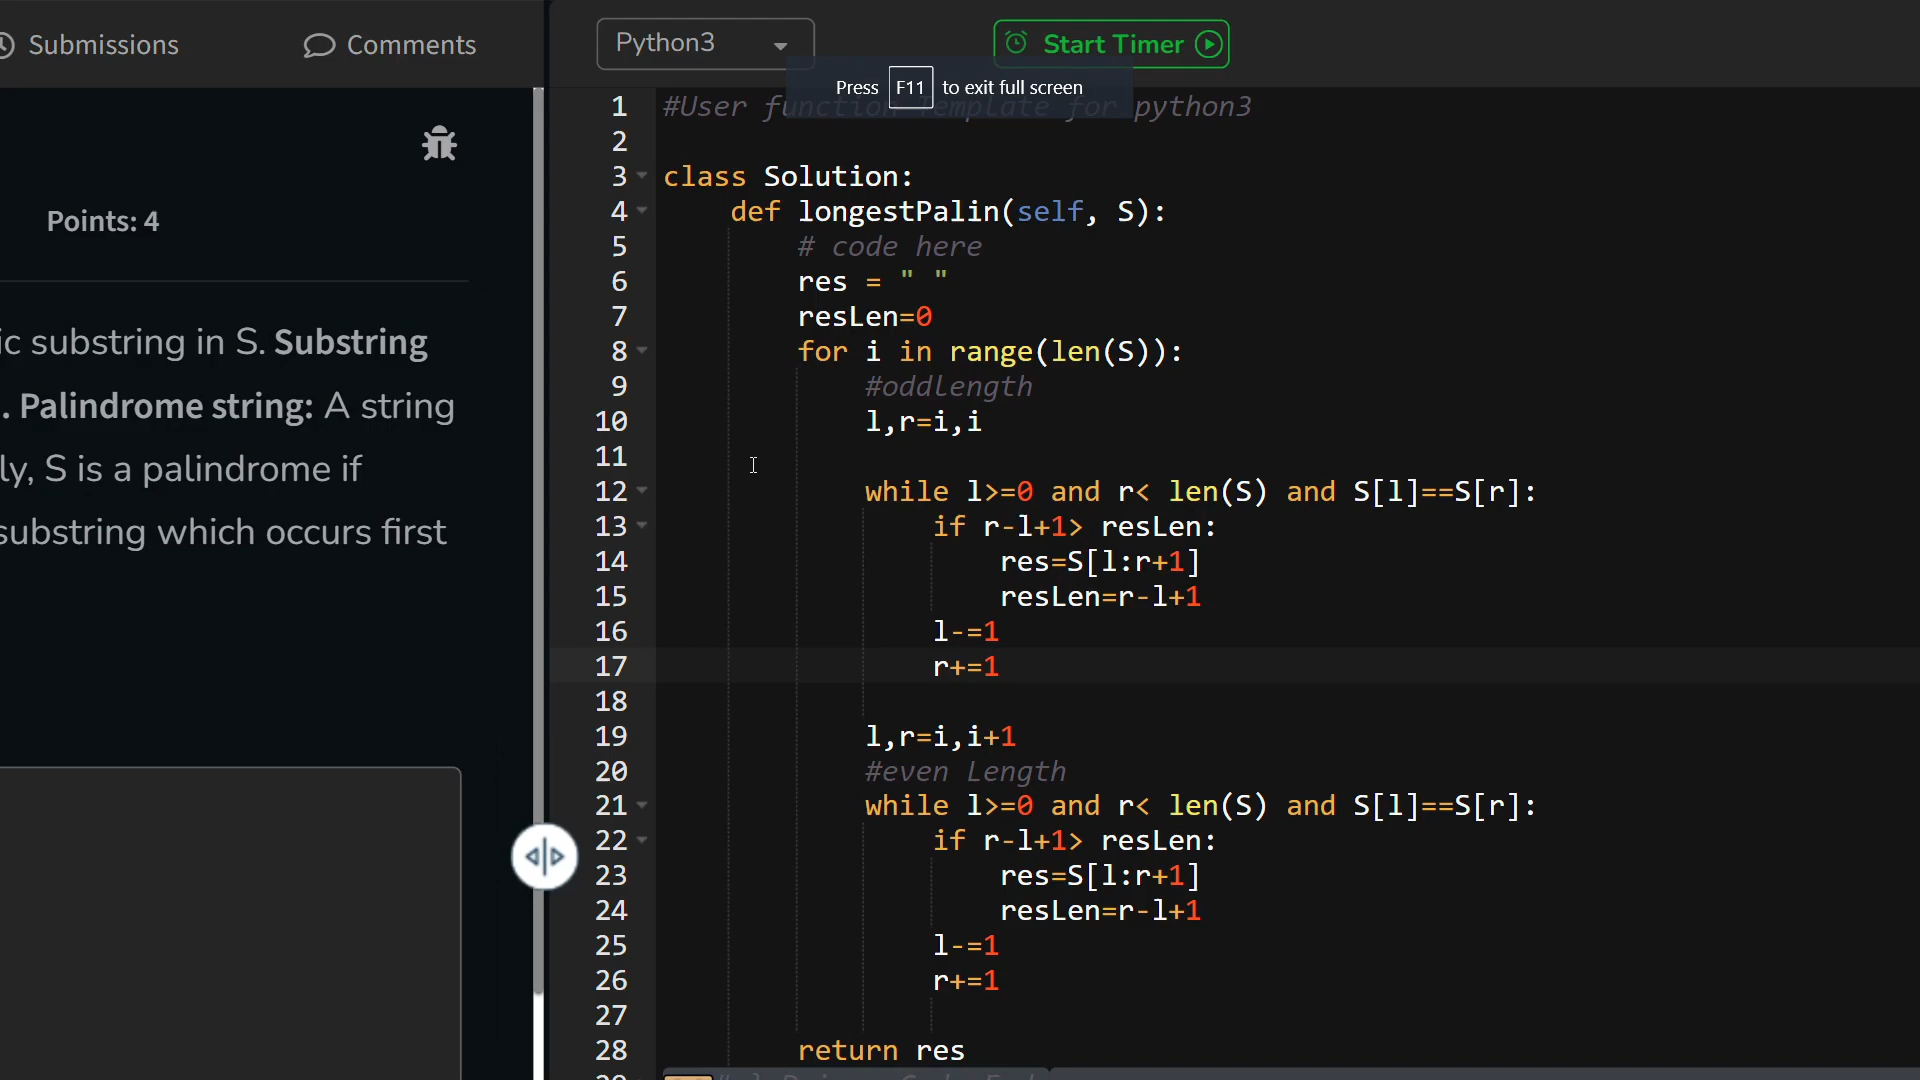 Submissions
Comments
Points: 4
ic substring in S. Substring
. Palindrome string: A string
ly, S is a palindrome if
substring which occurs first
Python3
Start Timer
Press F11 to exit full screen
1 #User function Template for python3
2
3 class Solution:
4 def longestPalin(self, S):
5 # code here
6 res = " "
7 resLen=0
8 for i in range(len(S)):
9 #oddLength
10 l,r=i,i
11
12 while l>=0 and r< len(S) and S[l]==S[r]:
13 if r-l+1> resLen:
14 res=S[l:r+1]
15 resLen=r-l+1
16 l-=1
17 r+=1
18
19 l,r=i,i+1
20 #even Length
21 while l>=0 and r< len(S) and S[l]==S[r]:
22 if r-l+1> resLen:
23 res=S[l:r+1]
24 resLen=r-l+1
25 l-=1
26 r+=1
27
28 return res